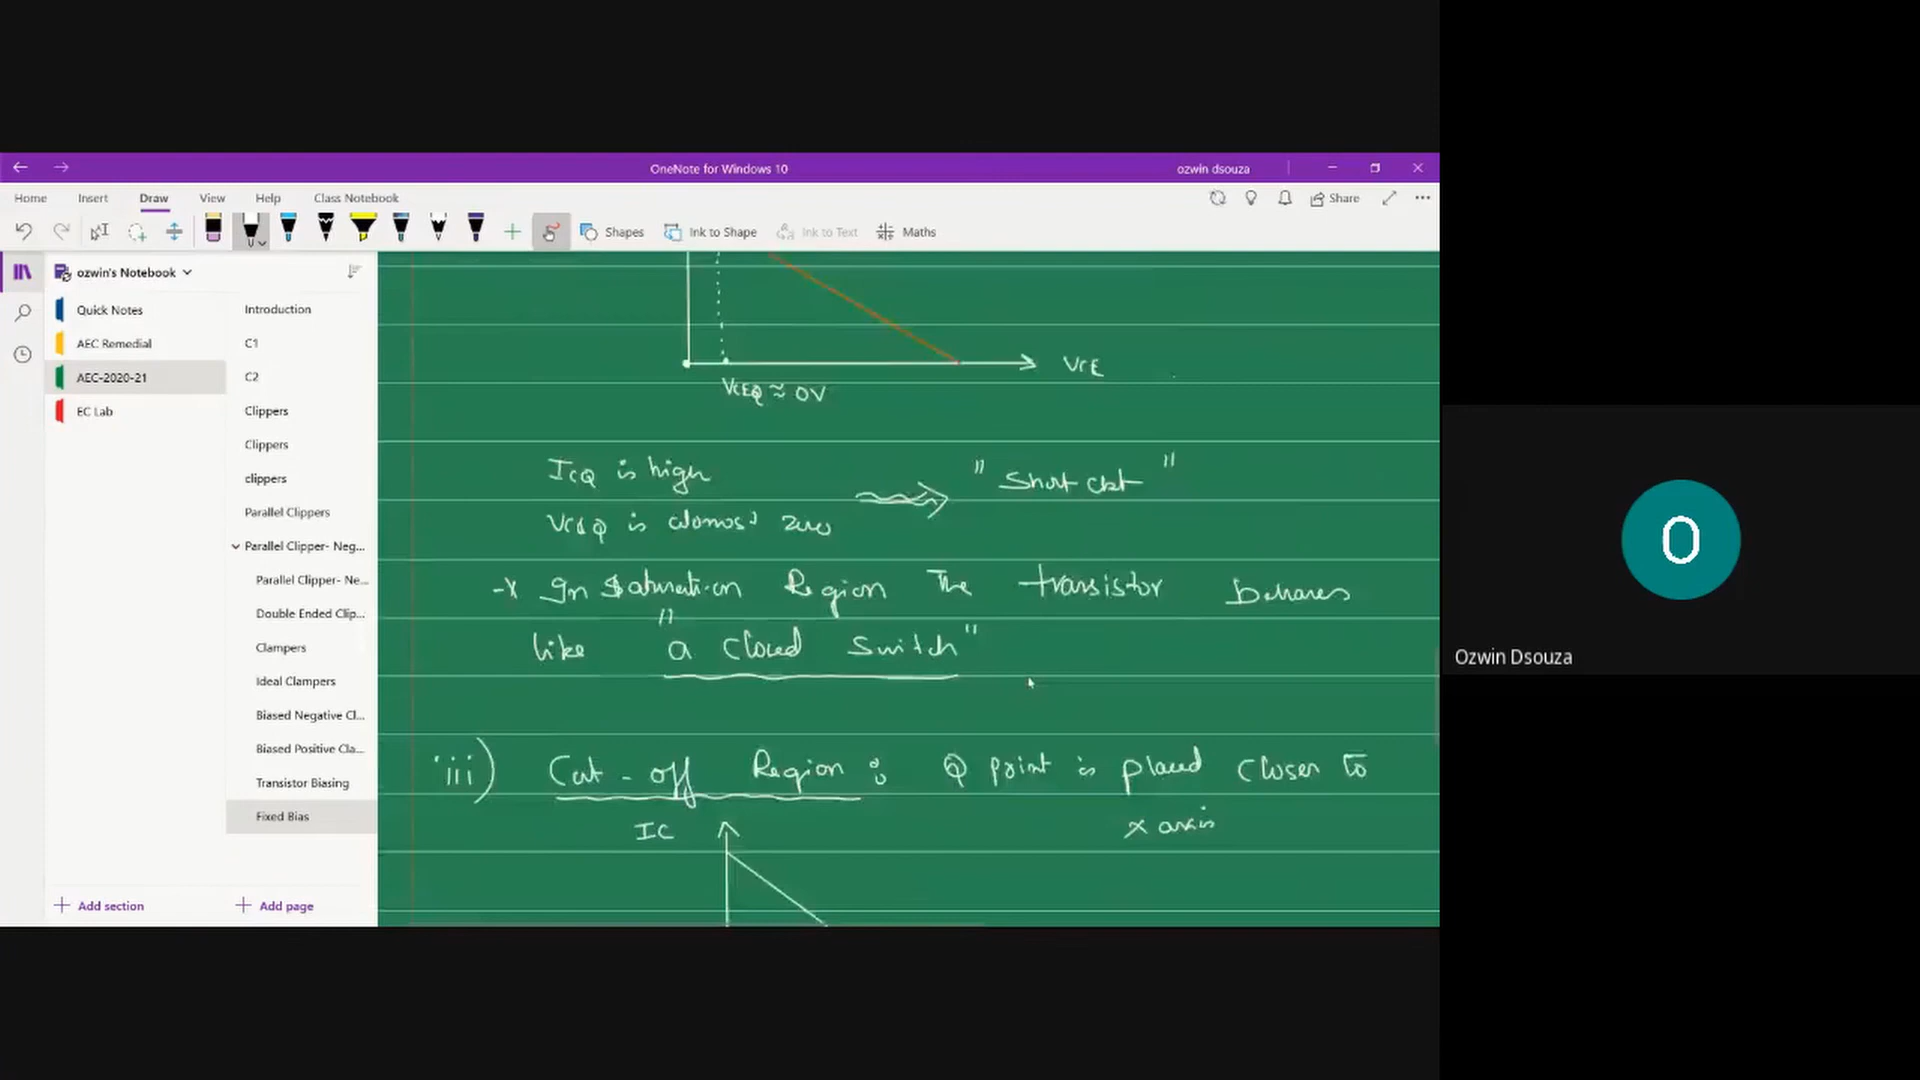 OneNote for Windows 10
ozwin dsouza
Home Insert Draw View Help Class Notebook
Share
Shapes Ink to Shape Ink to Text Maths
ozwin's Notebook
Quick Notes
AEC Remedial
AEC-2020-21
EC Lab
Introduction
C1
C2
Clippers
Clippers
clippers
Parallel Clippers
Parallel Clipper- Neg...
Parallel Clipper- Ne...
Double Ended Clip...
Clampers
Ideal Clampers
Biased Negative Cl...
Biased Positive Cla...
Transistor Biasing
Fixed Bias
Add section
Add page
VCE
VCEQ ≈ 0V
ICQ is high
"Short ckt"
VCEQ is almost zero
In Saturation Region The transistor behaves
like "a closed switch"
iii) Cut-off Region: Q point is placed closer to
x axis
IC
O
Ozwin Dsouza